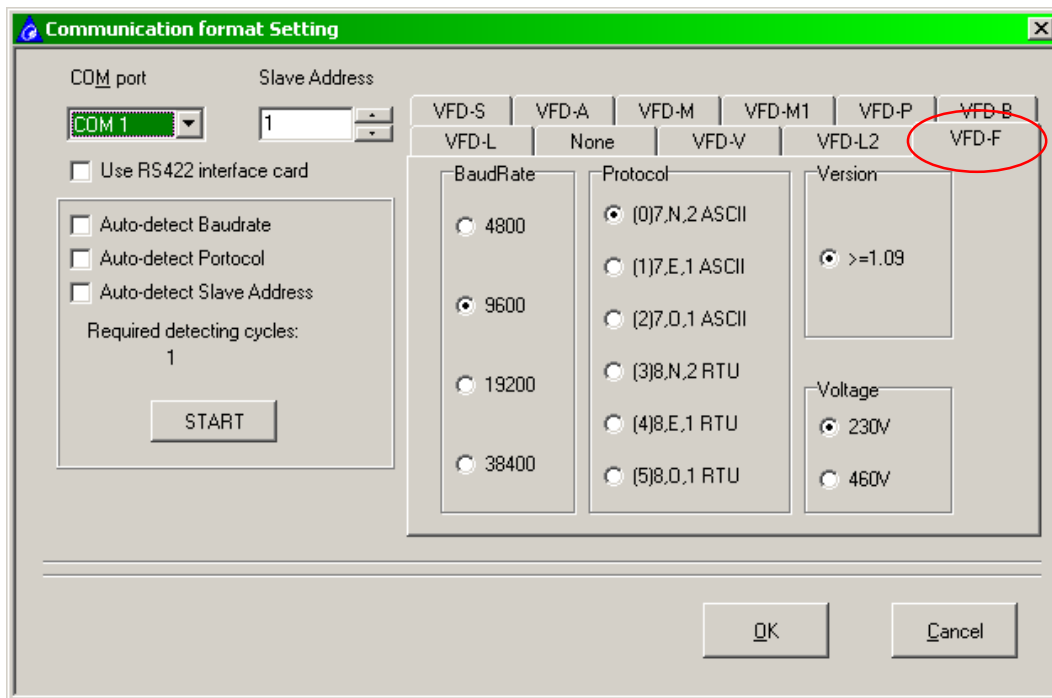 Communication format Setting
COM port Slave Address
COM 1 1
Use RS422 interface card
Auto-detect Baudrate
Auto-detect Portocol
Auto-detect Slave Address
Required detecting cycles:
1
START
VFD-S VFD-A VFD-M VFD-M1 VFD-P VFD-B
VFD-L None VFD-V VFD-L2 VFD-F
BaudRate
4800
9600
19200
38400
Protocol
(0)7,N,2 ASCII
(1)7,E,1 ASCII
(2)7,O,1 ASCII
(3)8,N,2 RTU
(4)8,E,1 RTU
(5)8,O,1 RTU
Version
>=1.09
Voltage
230V
460V
OK Cancel